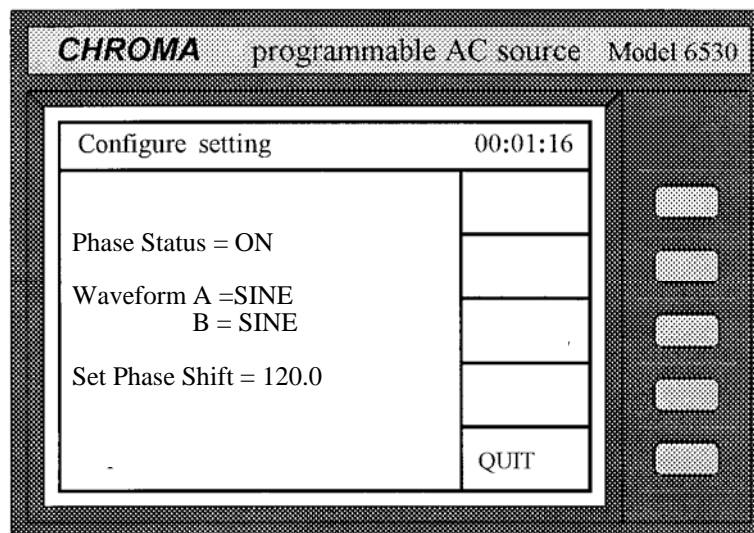 CHROMA programmable AC source Model 6530
Configure setting 00:01:16
Phase Status = ON
Waveform A =SINE
B = SINE
Set Phase Shift = 120.0
QUIT